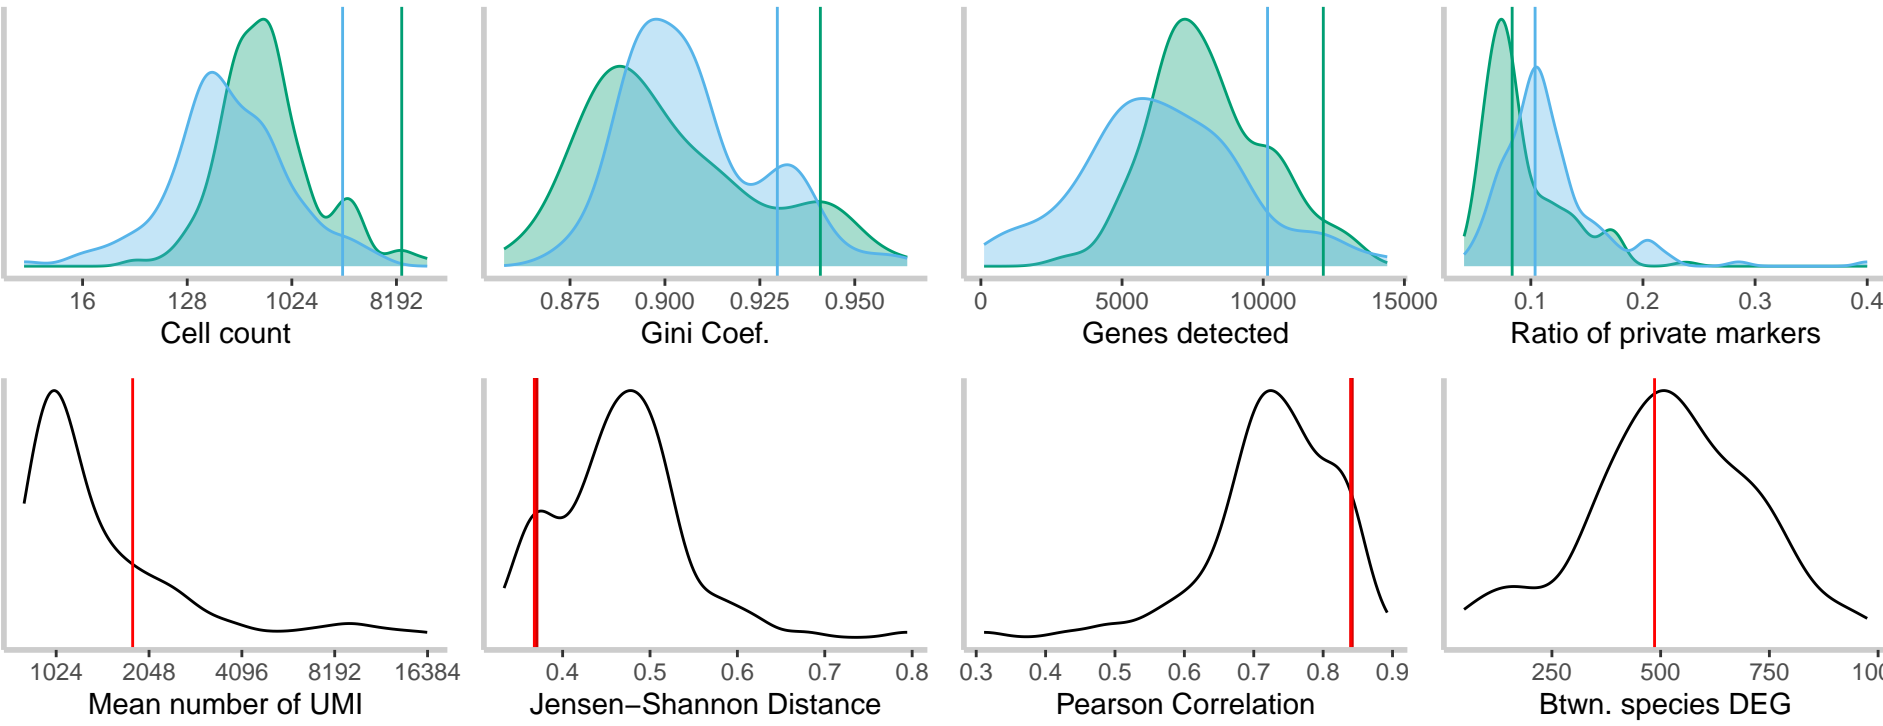 16 128 1024 8192
Cell count
0.875 0.900 0.925 0.950
Gini Coef.
0 5000 10000 15000
Genes detected
0.1 0.2 0.3 0.4
Ratio of private markers
1024 2048 4096 8192 16384
Mean number of UMI
0.4 0.5 0.6 0.7 0.8
Jensen−Shannon Distance
0.3 0.4 0.5 0.6 0.7 0.8 0.9
Pearson Correlation
250 500 750 100
Btwn. species DEG